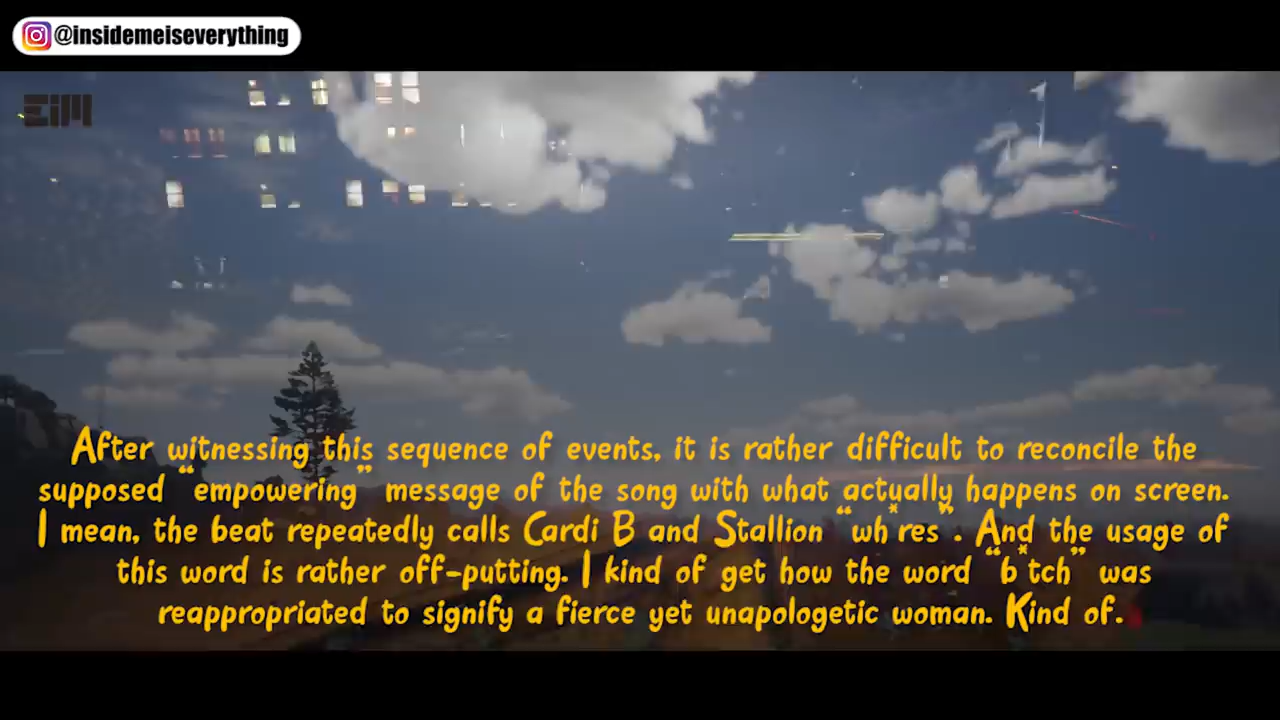 @insidemeiseverything
EIM
After witnessing this sequence of events, it is rather difficult to reconcile the
supposed "empowering" message of the song with what actually happens on screen.
I mean, the beat repeatedly calls Cardi B and Stallion "wh*res". And the usage of
this word is rather off-putting. I kind of get how the word "b*tch" was
reappropriated to signify a fierce yet unapologetic woman. Kind of.